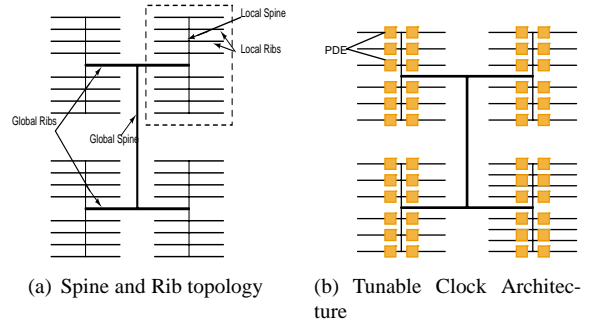 Local Spine
Local Ribs
Global Ribs
Global Spine
PDE
(a) Spine and Rib topology
(b) Tunable Clock Architec-
ture